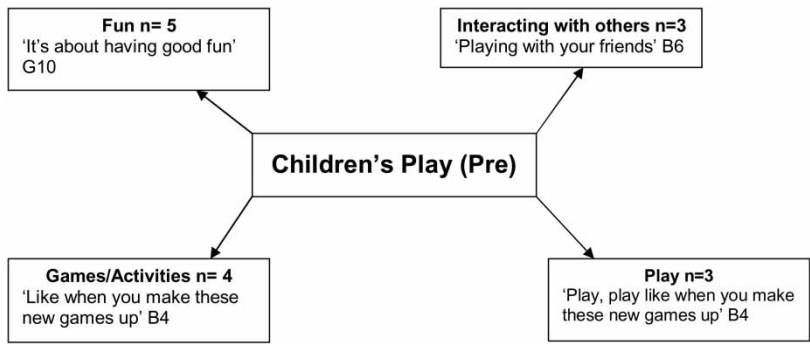 Fun n= 5
‘It’s about having good fun’
G10
Interacting with others n=3
‘Playing with your friends’ B6
Children’s Play (Pre)
Games/Activities n= 4
‘Like when you make these
new games up’ B4
Play n=3
‘Play, play like when you make
these new games up’ B4